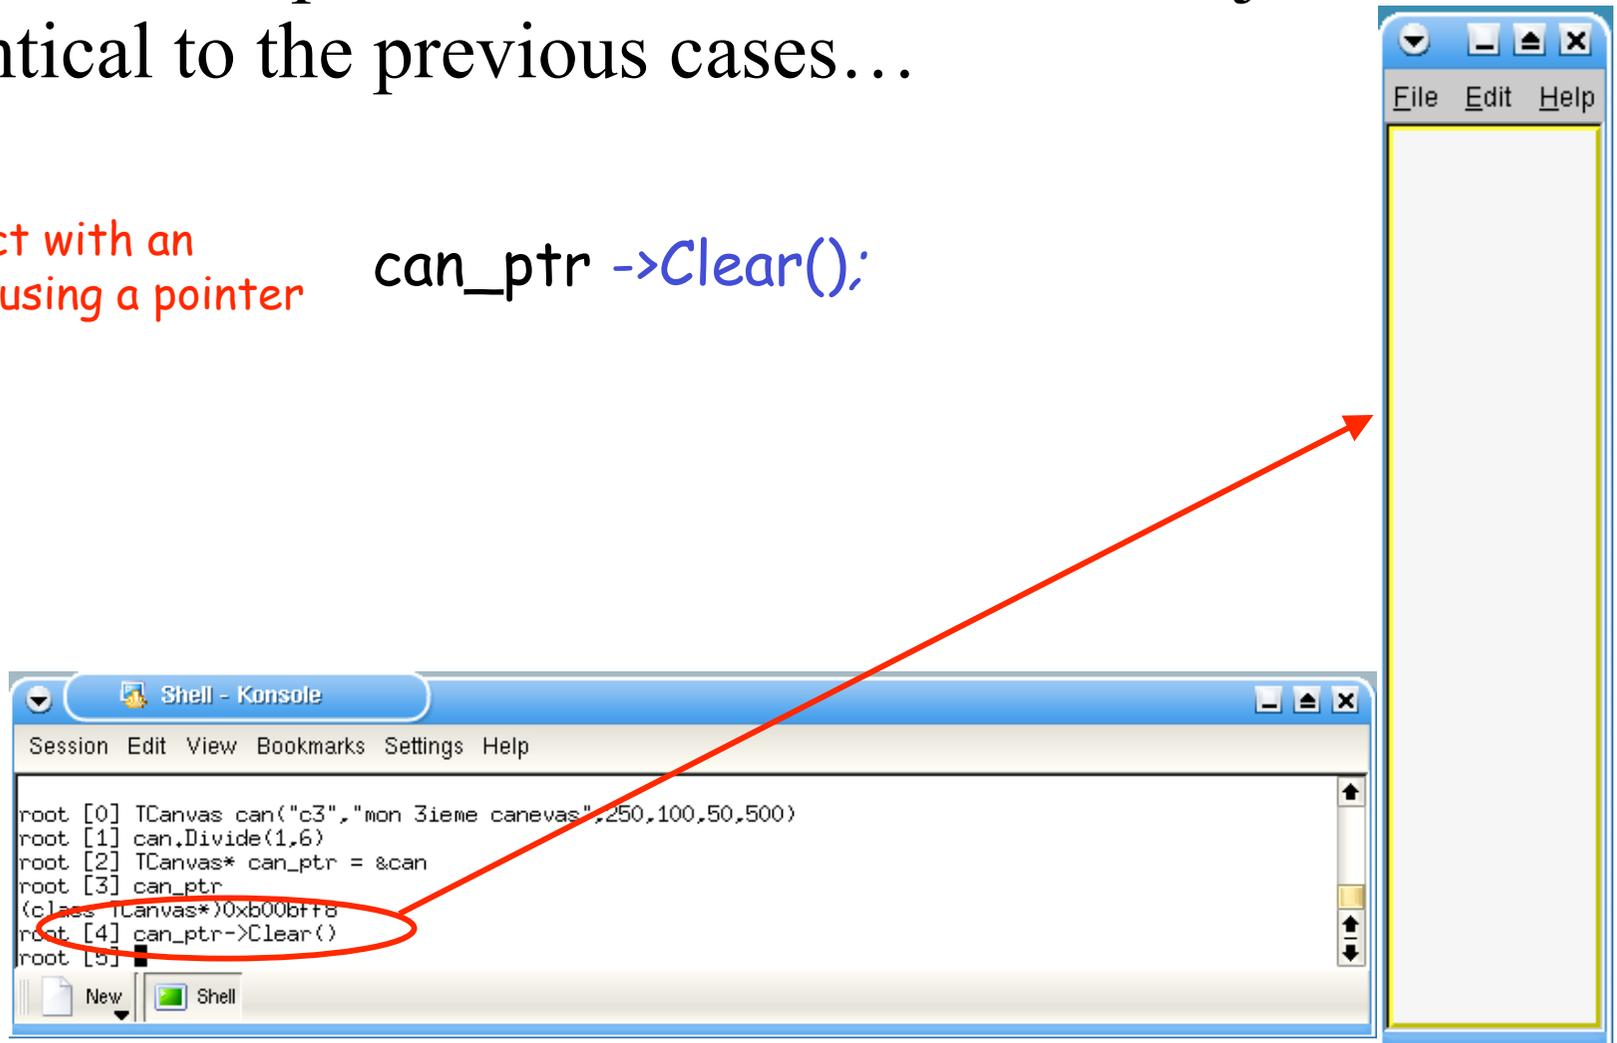 ntical to the previous cases…
File Edit Help
ct with an
using a pointer
can_ptr ->Clear();
Shell - Konsole
Session Edit View Bookmarks Settings Help
root [0] TCanvas can("c3","mon 3ieme canevas",250,100,50,500)
root [1] can.Divide(1,6)
root [2] TCanvas* can_ptr = &can
root [3] can_ptr
(class TCanvas*)0xb00bff8
root [4] can_ptr->Clear()
root [5]
New Shell